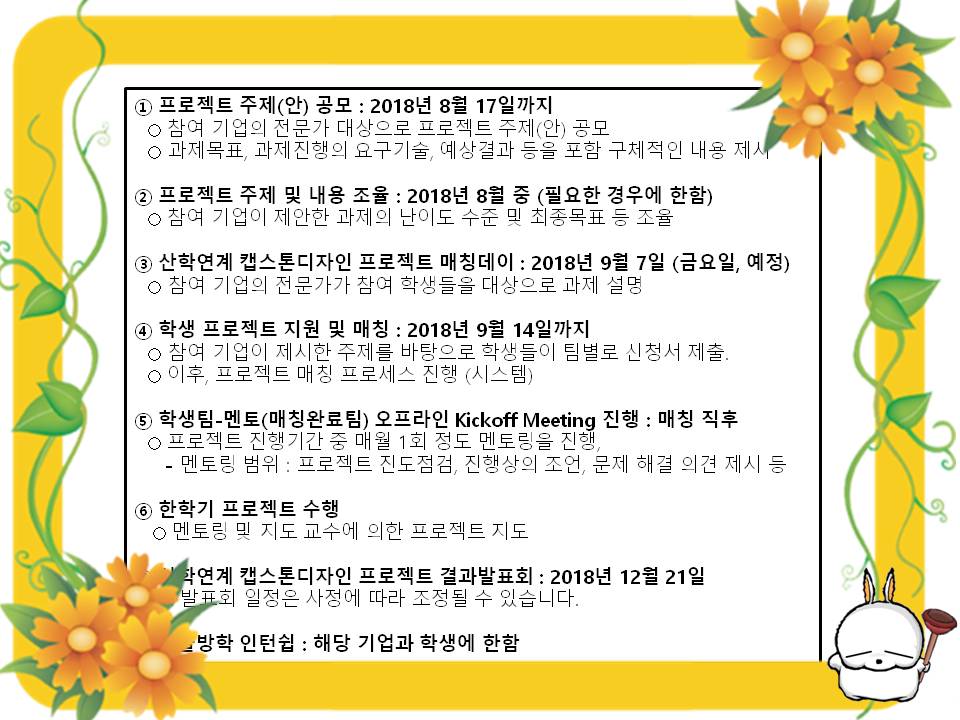 ① 프로젝트 주제(안) 공모 : 2018년 8월 17일까지
○ 참여 기업의 전문가 대상으로 프로젝트 주제(안) 공모
○ 과제목표, 과제진행의 요구기술, 예상결과 등을 포함 구체적인 내용 제시
② 프로젝트 주제 및 내용 조율 : 2018년 8월 중 (필요한 경우에 한함)
○ 참여 기업이 제안한 과제의 난이도 수준 및 최종목표 등 조율
③ 산학연계 캡스톤디자인 프로젝트 매칭데이 : 2018년 9월 7일 (금요일, 예정)
○ 참여 기업의 전문가가 참여 학생들을 대상으로 과제 설명
④ 학생 프로젝트 지원 및 매칭 : 2018년 9월 14일까지
○ 참여 기업이 제시한 주제를 바탕으로 학생들이 팀별로 신청서 제출.
○ 이후, 프로젝트 매칭 프로세스 진행 (시스템)
⑤ 학생팀-멘토(매칭완료팀) 오프라인 Kickoff Meeting 진행 : 매칭 직후
○ 프로젝트 진행기간 중 매월 1회 정도 멘토링을 진행,
- 멘토링 범위 : 프로젝트 진도점검, 진행상의 조언, 문제 해결 의견 제시 등
⑥ 한학기 프로젝트 수행
○ 멘토링 및 지도 교수에 의한 프로젝트 지도
캡스톤디자인 프로젝트 결과발표회 : 2018년 12월 21일
발표회 일정은 사정에 따라 조정될 수 있습니다.
인턴쉽 : 해당 기업과 학생에 한함